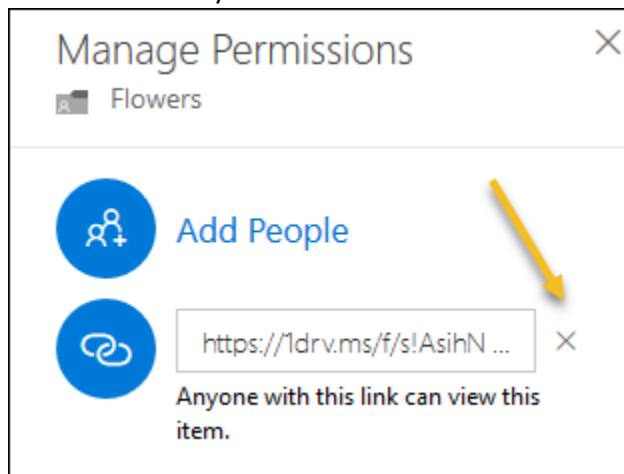 Manage Permissions
Flowers
Add People
https://1drv.ms/f/s!AsihN ...
Anyone with this link can view this
item.